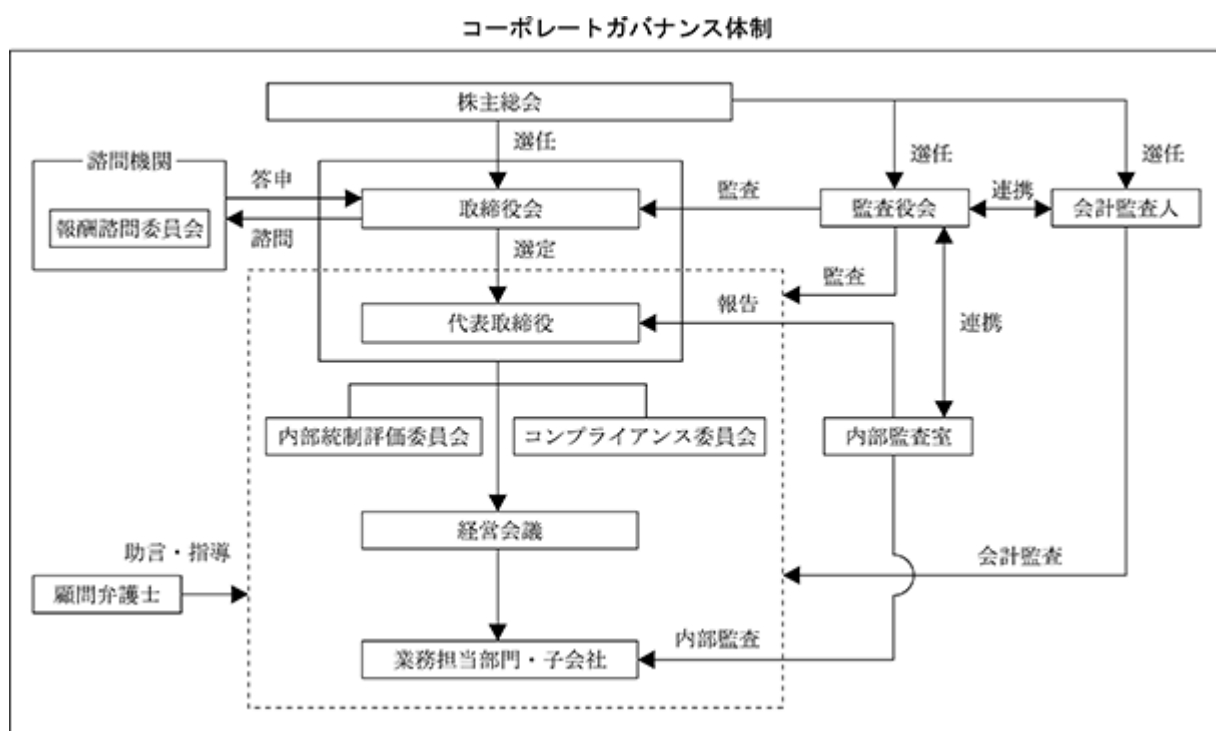 コーポレートガバナンス体制
株主総会
選任
選任
選任
諮問機関
報酬諮問委員会
答申
諮問
取締役会
監査
監査役会
連携
会計監査人
選定
監査
代表取締役
報告
連携
内部統制評価委員会
コンプライアンス委員会
内部監査室
経営会議
助言・指導
顧問弁護士
会計監査
内部監査
業務担当部門・子会社